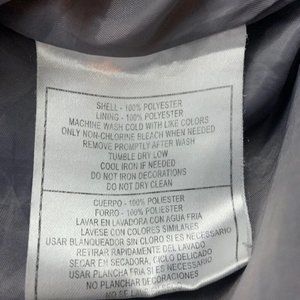 SHELL - 100% POLYESTER
LINING - 100% POLYESTER
MACHINE WASH COLD WITH LIKE COLORS
ONLY NON-CHLORINE BLEACH WHEN NEEDED
REMOVE PROMPTLY AFTER WASH
TUMBLE DRY LOW
COOL IRON IF NEEDED
DO NOT IRON DECORATIONS
DO NOT DRY CLEAN
CUERPO - 100% POLIESTER
FORRO - 100% POLIESTER
LAVAR EN LAVADORA CON AGUA FRIA
LAVESE CON COLORES SIMILARES
USAR BLANQUEADOR SIN CLORO SI ES NECESARIO
RETIRAR RAPIDAMENTE DEL LAVADO
SECAR EN SECADORA, CICLO DELICADO
USAR PLANCHA FRIA SI ES NECESARIO
NO PLANCHAR DECORACIONES
NO SE